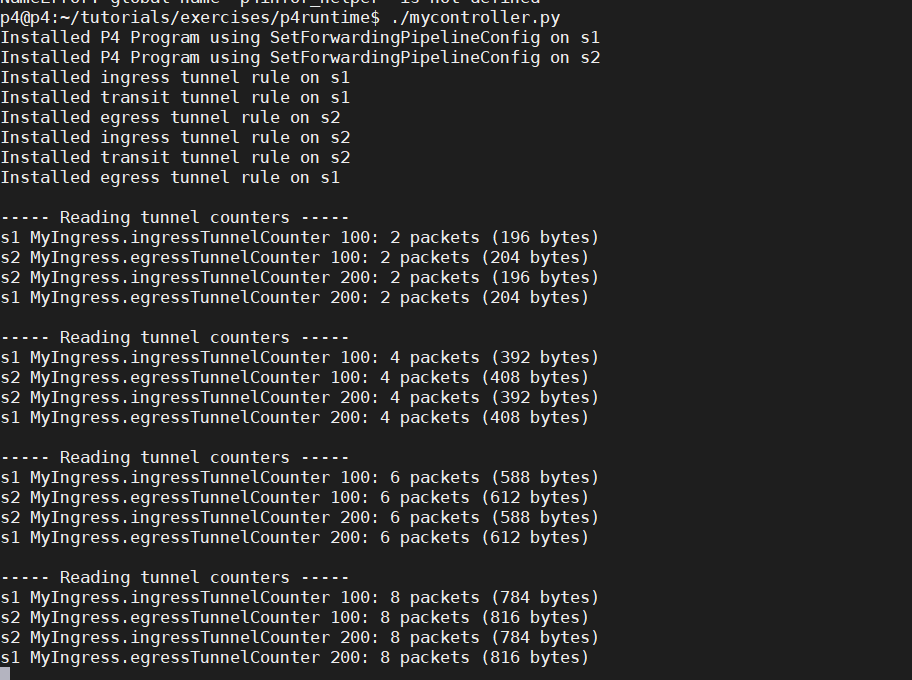 NameError: global name 'p4infor_helper' is not defined
p4@p4:~/tutorials/exercises/p4runtime$ ./mycontroller.py
Installed P4 Program using SetForwardingPipelineConfig on s1
Installed P4 Program using SetForwardingPipelineConfig on s2
Installed ingress tunnel rule on s1
Installed transit tunnel rule on s1
Installed egress tunnel rule on s2
Installed ingress tunnel rule on s2
Installed transit tunnel rule on s2
Installed egress tunnel rule on s1
----- Reading tunnel counters -----
s1 MyIngress.ingressTunnelCounter 100: 2 packets (196 bytes)
s2 MyIngress.egressTunnelCounter 100: 2 packets (204 bytes)
s2 MyIngress.ingressTunnelCounter 200: 2 packets (196 bytes)
s1 MyIngress.egressTunnelCounter 200: 2 packets (204 bytes)
----- Reading tunnel counters -----
s1 MyIngress.ingressTunnelCounter 100: 4 packets (392 bytes)
s2 MyIngress.egressTunnelCounter 100: 4 packets (408 bytes)
s2 MyIngress.ingressTunnelCounter 200: 4 packets (392 bytes)
s1 MyIngress.egressTunnelCounter 200: 4 packets (408 bytes)
----- Reading tunnel counters -----
s1 MyIngress.ingressTunnelCounter 100: 6 packets (588 bytes)
s2 MyIngress.egressTunnelCounter 100: 6 packets (612 bytes)
s2 MyIngress.ingressTunnelCounter 200: 6 packets (588 bytes)
s1 MyIngress.egressTunnelCounter 200: 6 packets (612 bytes)
----- Reading tunnel counters -----
s1 MyIngress.ingressTunnelCounter 100: 8 packets (784 bytes)
s2 MyIngress.egressTunnelCounter 100: 8 packets (816 bytes)
s2 MyIngress.ingressTunnelCounter 200: 8 packets (784 bytes)
s1 MyIngress.egressTunnelCounter 200: 8 packets (816 bytes)